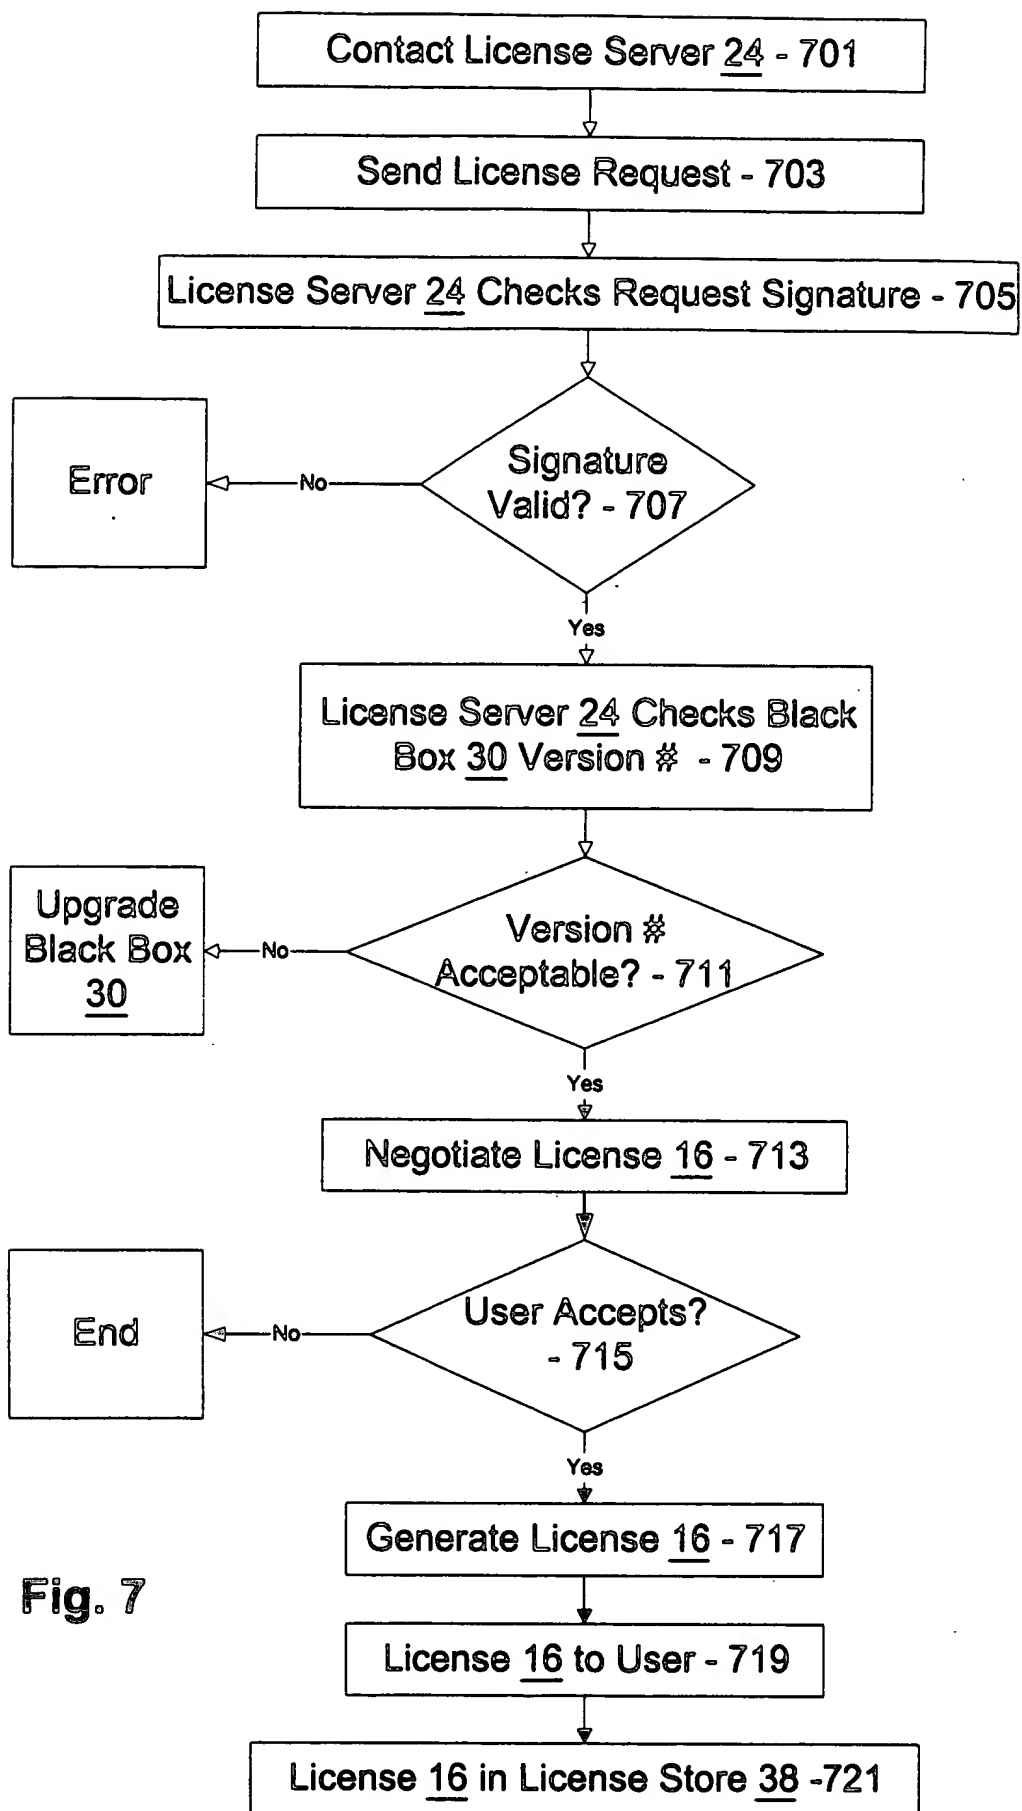 Contact License Server 24 - 701
Send License Request - 703
License Server 24 Checks Request Signature - 705
Signature
Valid? - 707
No
Error
Yes
License Server 24 Checks Black
Box 30 Version # - 709
Version #
Acceptable? - 711
No
Upgrade
Black Box
30
Yes
Negotiate License 16 - 713
User Accepts?
- 715
No
End
Yes
Generate License 16 - 717
License 16 to User - 719
License 16 in License Store 38 -721
Fig. 7